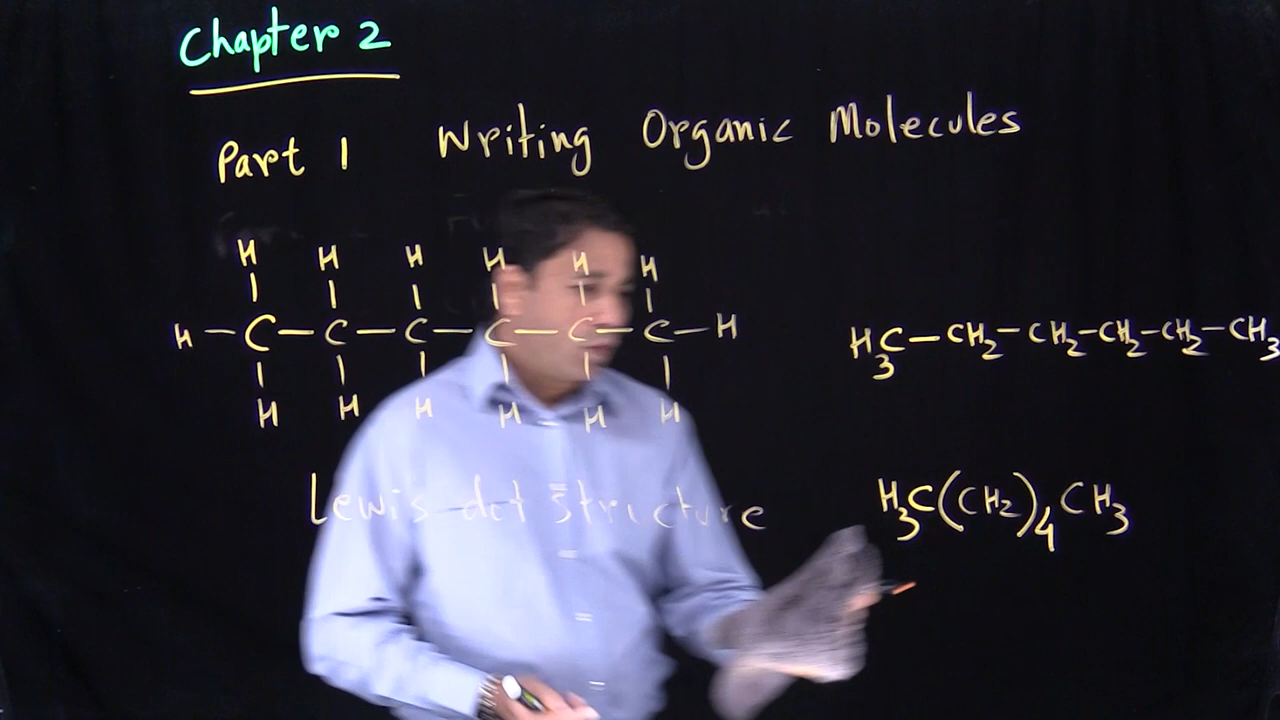 Chapter 2
Part 1 Writing Organic Molecules
H H H H H H
H - C - C - C - C - C - C - H
H H H H H H
H3C - CH2 - CH2 - CH2 - CH2 - CH3
Lewis dot Structure
H3C(CH2)4CH3